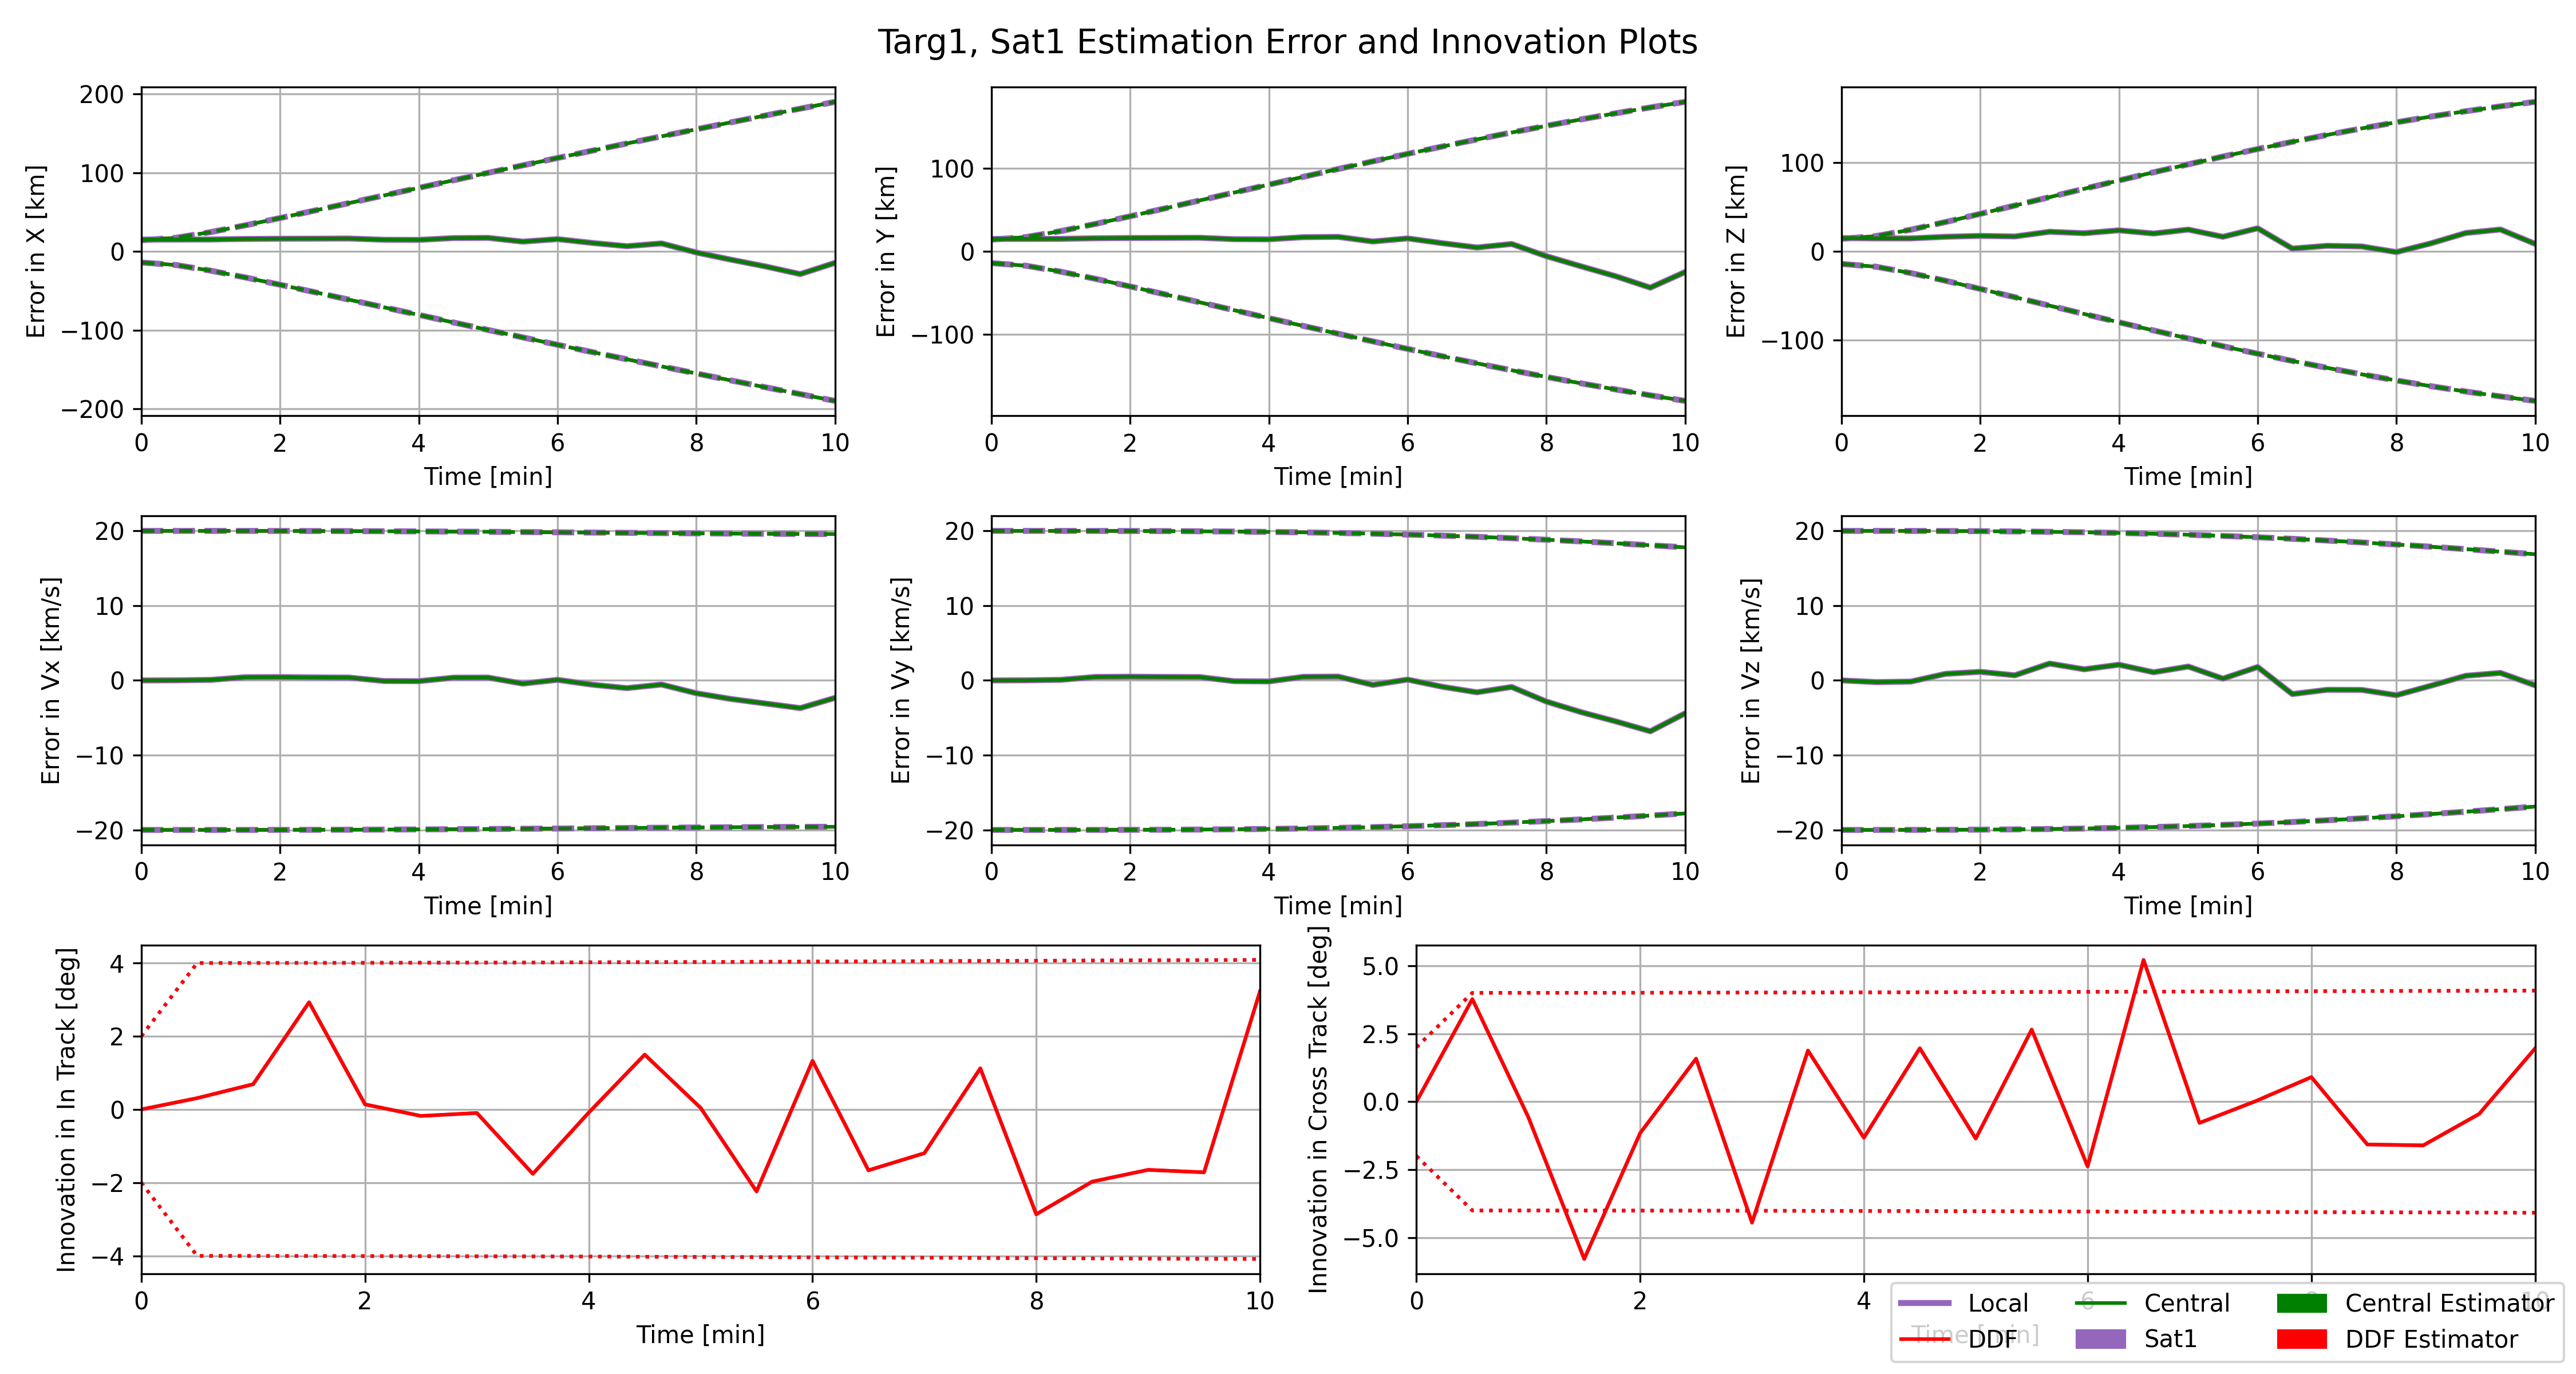 Targ1, Sat1 Estimation Error and Innovation Plots
Error in X [km]
200
100
0
−100
−200
0 2 4 6 8 10
Time [min]
Error in Y [km]
100
0
−100
0 2 4 6 8 10
Time [min]
Error in Z [km]
100
0
−100
0 2 4 6 8 10
Time [min]
Error in Vx [km/s]
20
10
0
−10
−20
0 2 4 6 8 10
Time [min]
Error in Vy [km/s]
20
10
0
−10
−20
0 2 4 6 8 10
Time [min]
Error in Vz [km/s]
20
10
0
−10
−20
0 2 4 6 8 10
Time [min]
Innovation in In Track [deg]
4
2
0
−2
−4
0 2 4 6 8 10
Time [min]
Innovation in Cross Track [deg]
5.0
2.5
0.0
−2.5
−5.0
0 2 4 6 8 10
Time [min]
Local Central Central Estimator
DDF Sat1 DDF Estimator